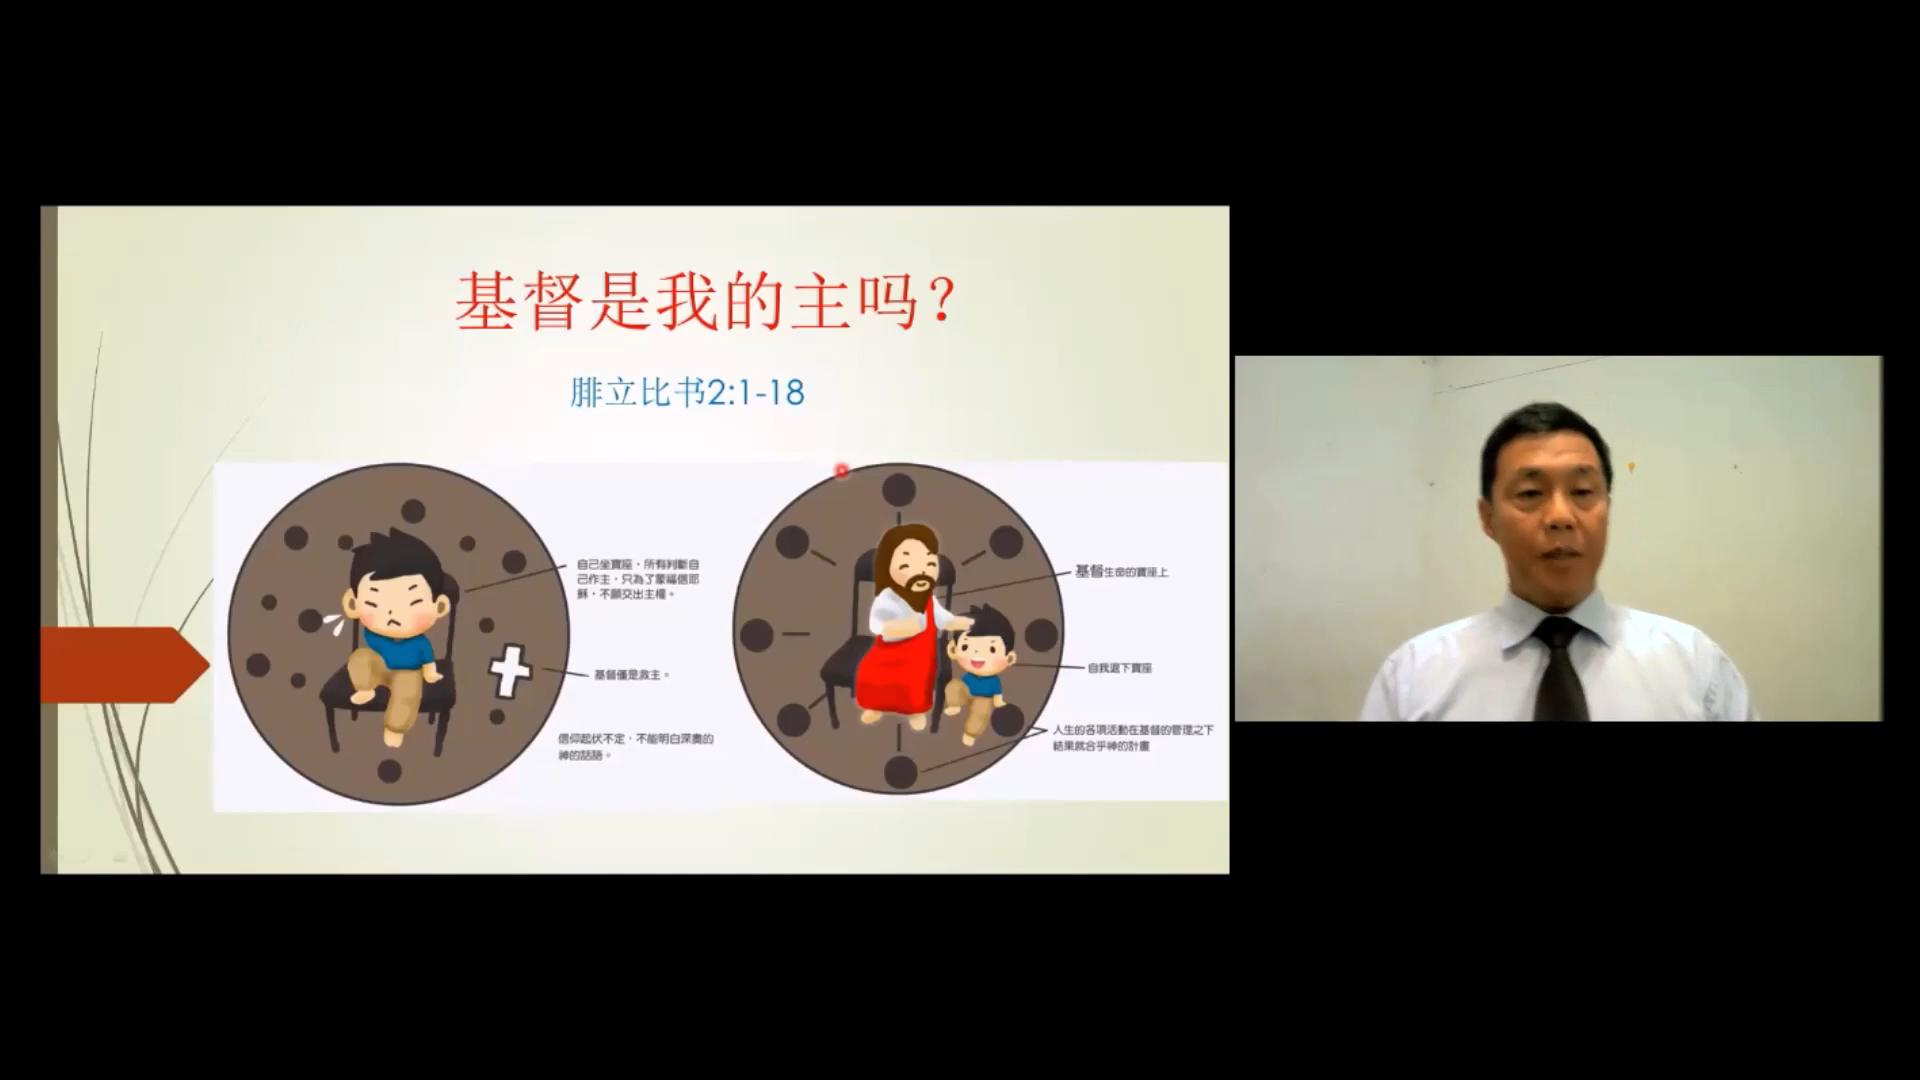 基督是我的主吗?
腓立比书2:1-18
自己坐寶座，所有判斷自
己作主，只為了蒙福信耶
穌，不願交出主權。
基督僅是救主。
信仰起伏不定，不能明白深奧的
神的話語。
基督生命的寶座上
自我退下寶座
人生的各項活動在基督的管理之下
結果就合乎神的計畫